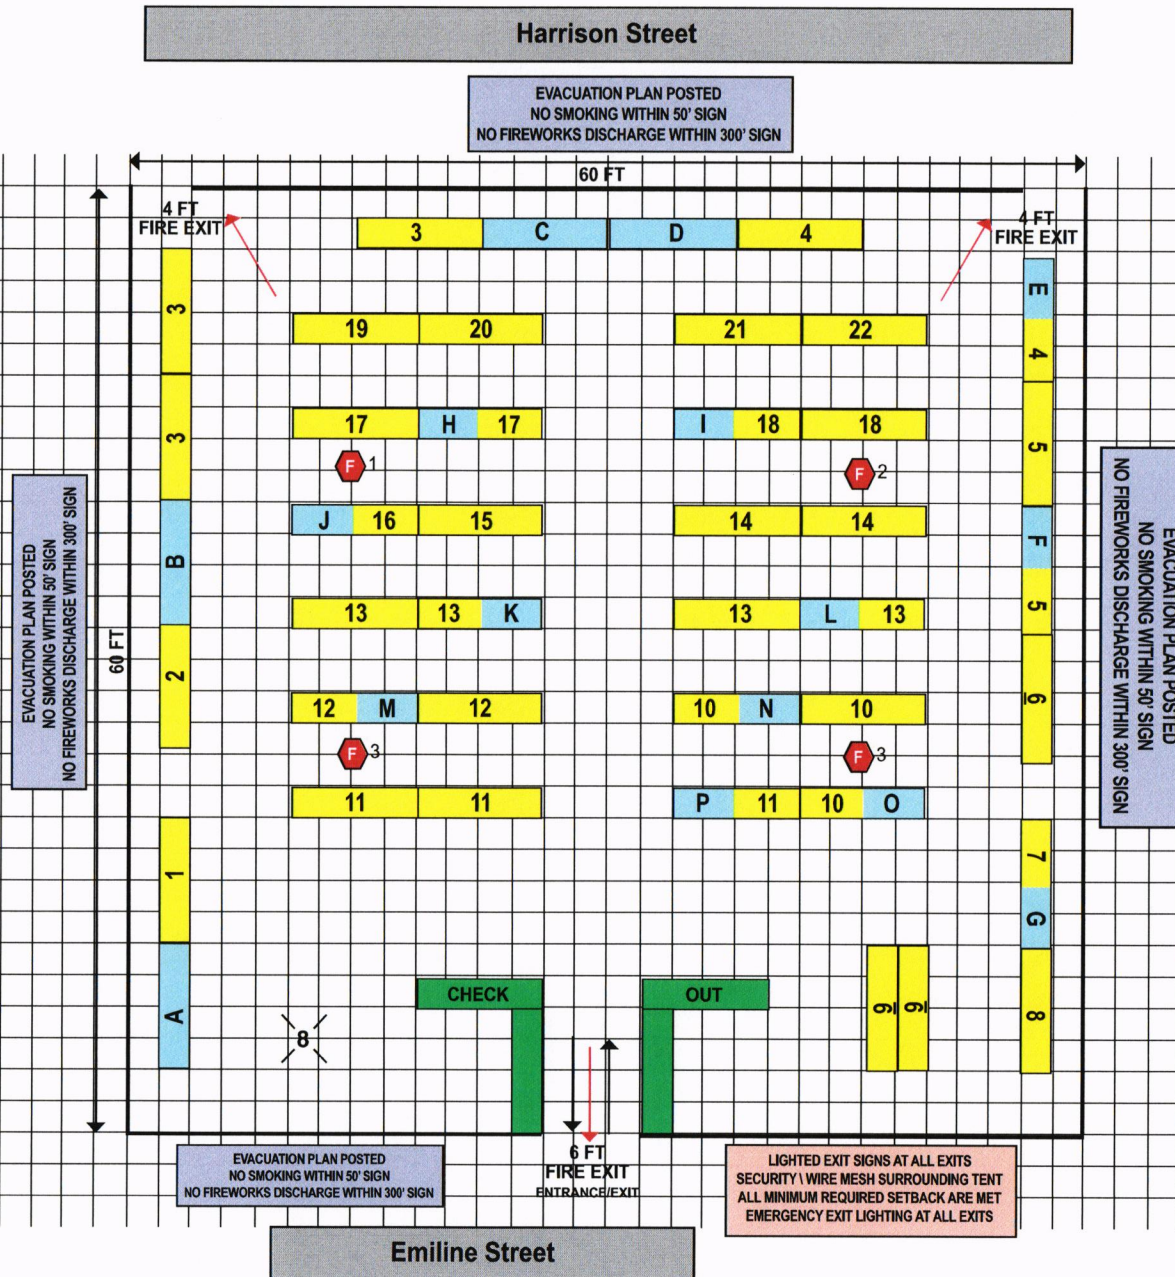 Harrison Street
EVACUATION PLAN POSTED
NO SMOKING WITHIN 50' SIGN
NO FIREWORKS DISCHARGE WITHIN 300' SIGN
60 FT
4 FT
FIRE EXIT
4 FT
FIRE EXIT
3 C D 4
E
3
19 20 21 22
4
17 H 17 I 18 18
3
5
F 1
F 2
J 16 15 14 14
F
B
13 13 K 13 L 13
5
EVACUATION PLAN POSTED
NO SMOKING WITHIN 50' SIGN
NO FIREWORKS DISCHARGE WITHIN 300' SIGN
60 FT
EVACUATION PLAN POSTED
NO SMOKING WITHIN 50' SIGN
NO FIREWORKS DISCHARGE WITHIN 300' SIGN
2
6
12 M 12 10 N 10
F 3
F 3
11 11 P 11 10 O
7
1
G
CHECK
OUT
A
8
6 6
8
6 FT
FIRE EXIT
ENTRANCE/EXIT
EVACUATION PLAN POSTED
NO SMOKING WITHIN 50' SIGN
NO FIREWORKS DISCHARGE WITHIN 300' SIGN
LIGHTED EXIT SIGNS AT ALL EXITS
SECURITY \ WIRE MESH SURROUNDING TENT
ALL MINIMUM REQUIRED SETBACK ARE MET
EMERGENCY EXIT LIGHTING AT ALL EXITS
Emiline Street